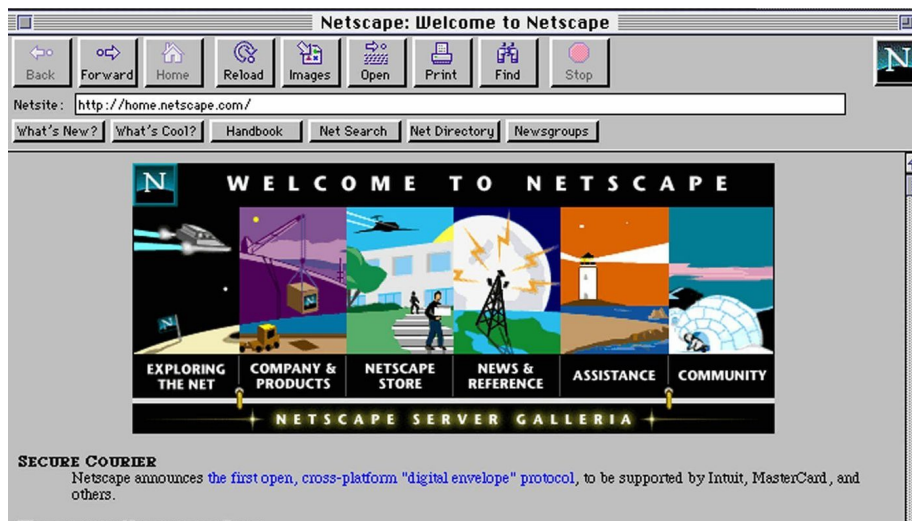 Netscape: Welcome to Netscape
Back Forward Home Reload Images Open Print Find Stop
N
Netsite: http://home.netscape.com/
What's New? What's Cool? Handbook Net Search Net Directory Newsgroups
N WELCOME TO NETSCAPE
N
N
EXPLORING THE NET
COMPANY & PRODUCTS
NETSCAPE STORE
NEWS & REFERENCE
ASSISTANCE
COMMUNITY
NETSCAPE SERVER GALLERIA
SECURE COURIER
Netscape announces the first open, cross-platform "digital envelope" protocol, to be supported by Intuit, MasterCard, and
others.